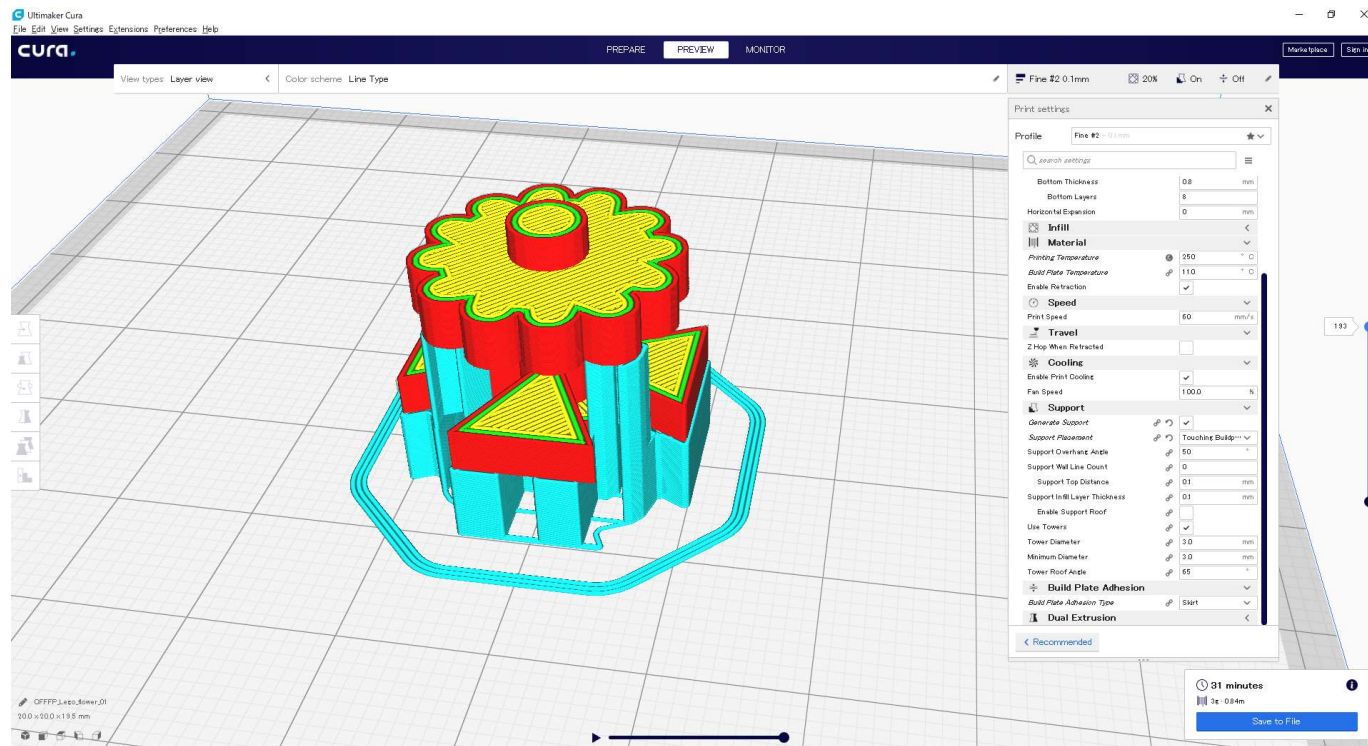 Ultimaker Cura
File Edit View Settings Extensions Preferences Help
cura.
PREPARE PREVIEW MONITOR
Marketplace Sign in
View types Layer view
Color scheme Line Type
Fine #2 0.1mm 20% On Off
Print settings
Profile Fine #2 - 0.1mm
search settings
Bottom Thickness 0.8 mm
Bottom Layers 8
Horizontal Expansion 0 mm
Infill
Material
Printing Temperature 250 ° C
Build Plate Temperature 110 ° C
Enable Retraction
Speed
Print Speed 60 mm/s
Travel
Z Hop When Retracted
Cooling
Enable Print Cooling
Fan Speed 100.0 %
Support
Generate Support
Support Placement Touching Buildp···
Support Overhang Angle 50 °
Support Wall Line Count 0
Support Top Distance 0.1 mm
Support Infill Layer Thickness 0.1 mm
Enable Support Roof
Use Towers
Tower Diameter 3.0 mm
Minimum Diameter 3.0 mm
Tower Roof Angle 65 °
Build Plate Adhesion
Build Plate Adhesion Type Skirt
Dual Extrusion
Recommended
193
OFFFP_Lego_flower_01
20.0 x 20.0 x 19.5 mm
31 minutes
3g · 0.84m
Save to File